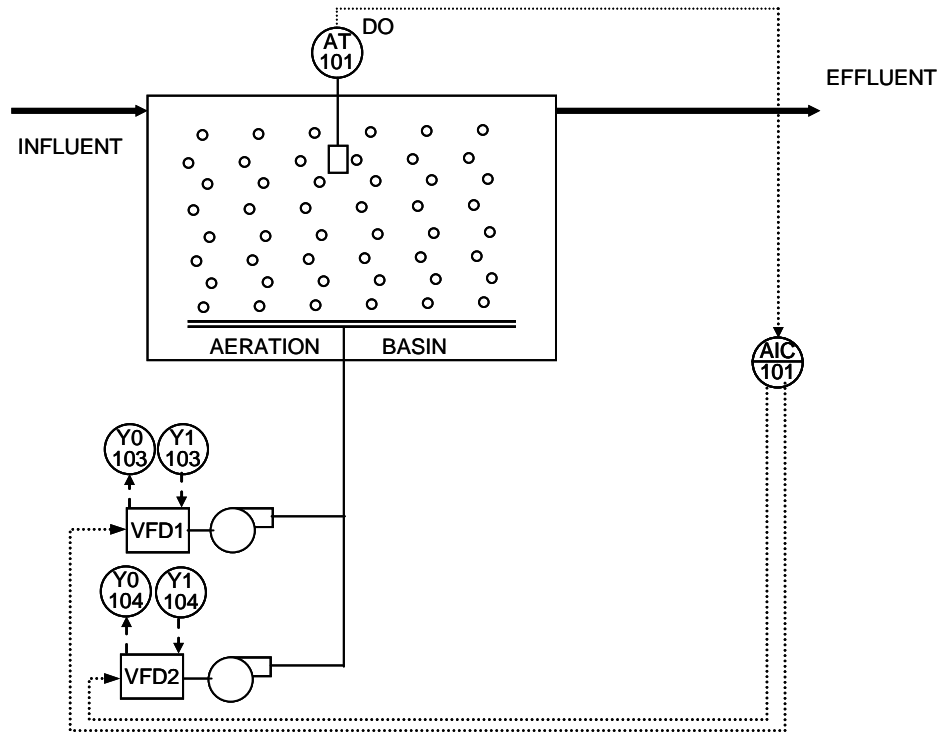 AT
101
DO
EFFLUENT
INFLUENT
AERATION BASIN
AIC
101
Y0
103
Y1
103
VFD1
Y0
104
Y1
104
VFD2